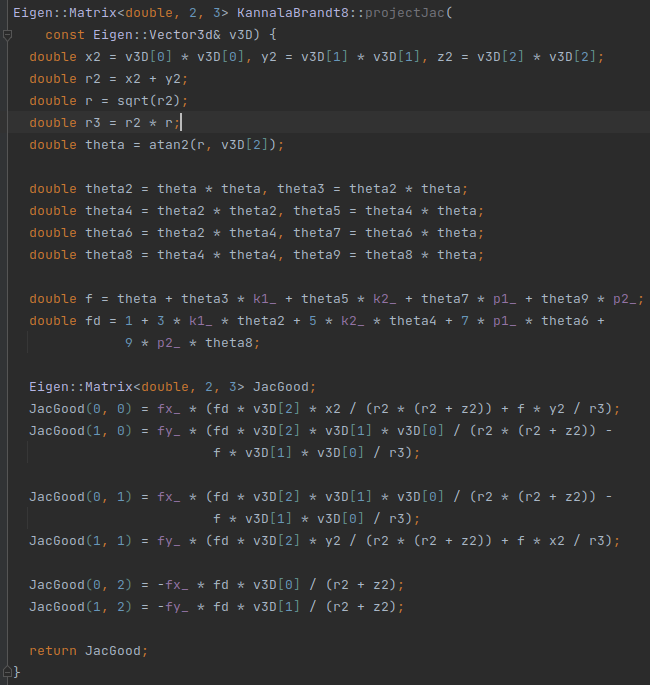 Eigen::Matrix<double, 2, 3> KannalaBrandt8::projectJac(
    const Eigen::Vector3d& v3D) {
  double x2 = v3D[0] * v3D[0], y2 = v3D[1] * v3D[1], z2 = v3D[2] * v3D[2];
  double r2 = x2 + y2;
  double r = sqrt(r2);
  double r3 = r2 * r;
  double theta = atan2(r, v3D[2]);

  double theta2 = theta * theta, theta3 = theta2 * theta;
  double theta4 = theta2 * theta2, theta5 = theta4 * theta;
  double theta6 = theta2 * theta4, theta7 = theta6 * theta;
  double theta8 = theta4 * theta4, theta9 = theta8 * theta;

  double f = theta + theta3 * k1_ + theta5 * k2_ + theta7 * p1_ + theta9 * p2_;
  double fd = 1 + 3 * k1_ * theta2 + 5 * k2_ * theta4 + 7 * p1_ * theta6 +
              9 * p2_ * theta8;

  Eigen::Matrix<double, 2, 3> JacGood;
  JacGood(0, 0) = fx_ * (fd * v3D[2] * x2 / (r2 * (r2 + z2)) + f * y2 / r3);
  JacGood(1, 0) = fy_ * (fd * v3D[2] * v3D[1] * v3D[0] / (r2 * (r2 + z2)) -
                         f * v3D[1] * v3D[0] / r3);

  JacGood(0, 1) = fx_ * (fd * v3D[2] * v3D[1] * v3D[0] / (r2 * (r2 + z2)) -
                         f * v3D[1] * v3D[0] / r3);
  JacGood(1, 1) = fy_ * (fd * v3D[2] * y2 / (r2 * (r2 + z2)) + f * x2 / r3);

  JacGood(0, 2) = -fx_ * fd * v3D[0] / (r2 + z2);
  JacGood(1, 2) = -fy_ * fd * v3D[1] / (r2 + z2);

  return JacGood;
}